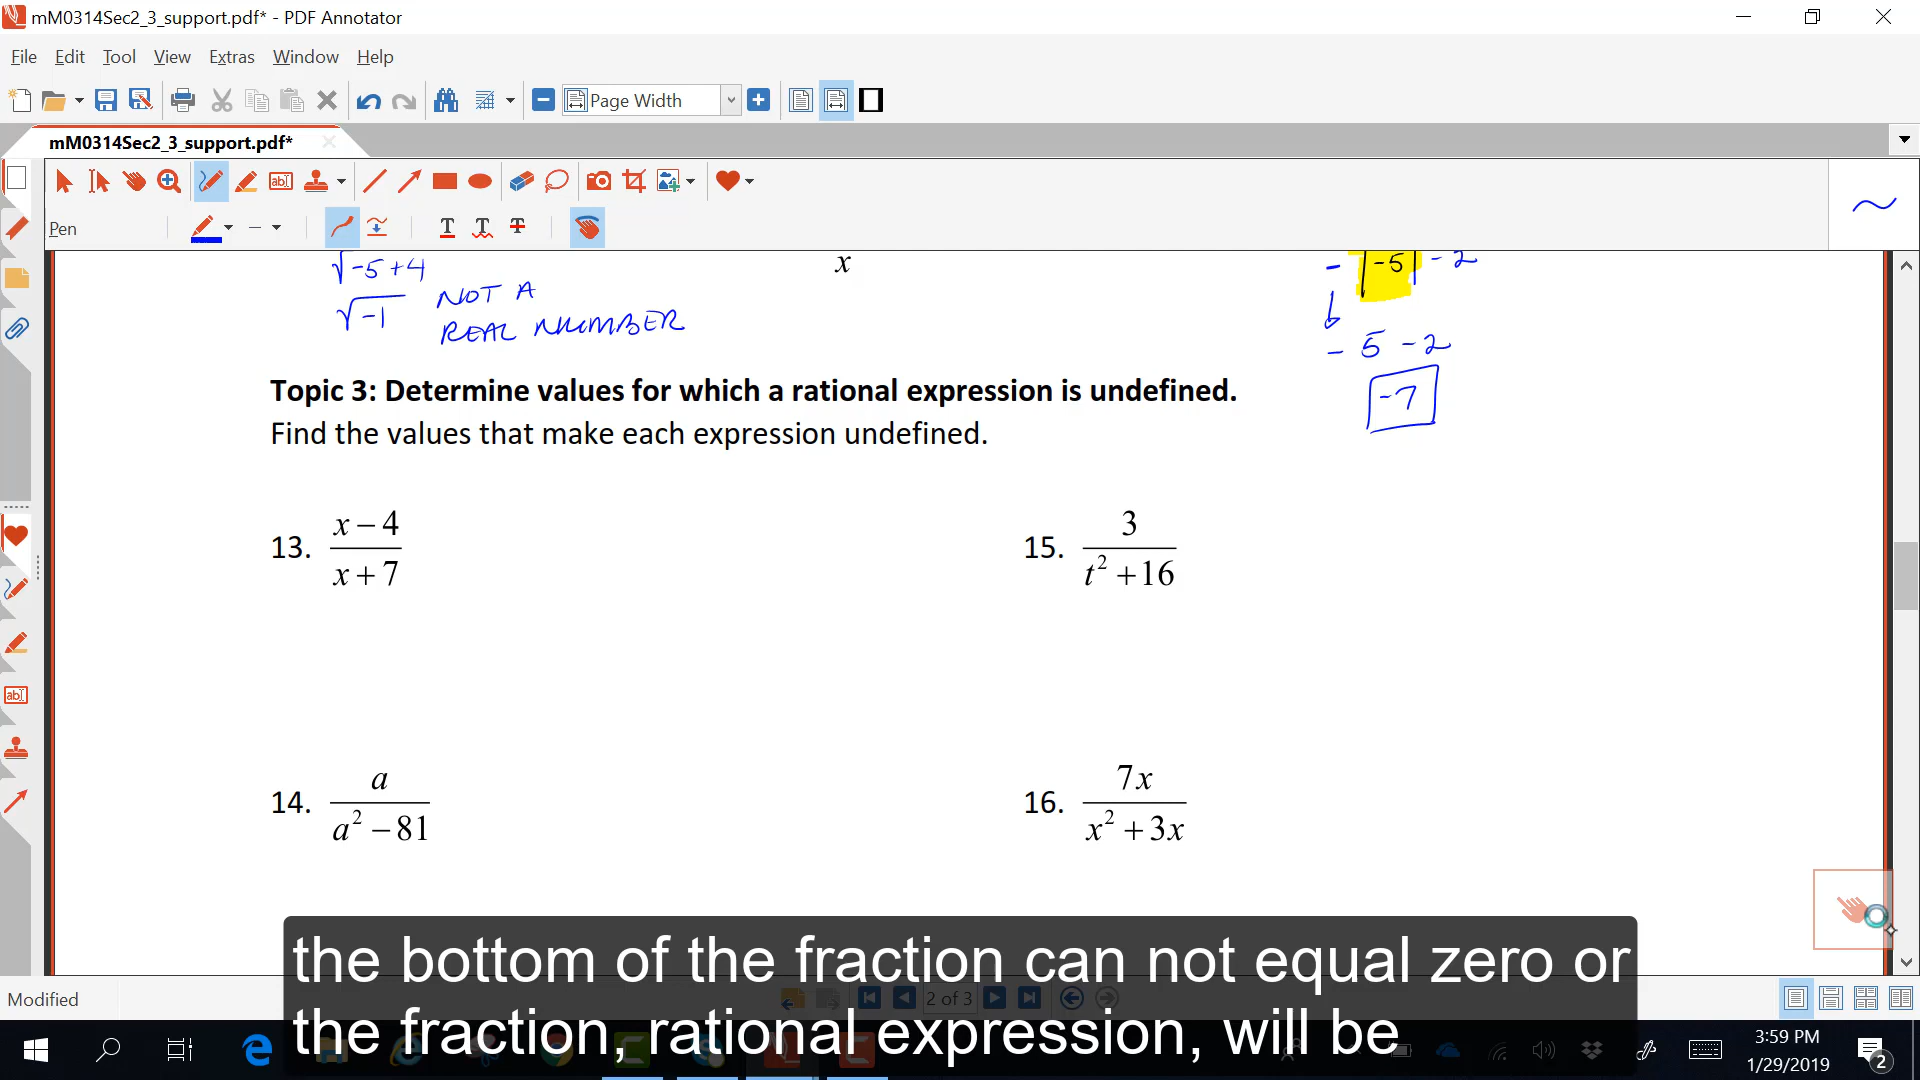 mM0314Sec2_3_support.pdf* - PDF Annotator
File Edit Tool View Extras Window Help
Page Width
mM0314Sec2_3_support.pdf*
Pen
√-5+4
x
- |-5| - 2
√-1 NOT A
REAL NUMBER
- 5 - 2
-7
Topic 3: Determine values for which a rational expression is undefined.
Find the values that make each expression undefined.
13. x − 4
x + 7
15. 3
t² +16
14. a
a² − 81
16. 7x
x² + 3x
the bottom of the fraction can not equal zero or
the fraction, rational expression, will be
Modified
2 of 3
3:59 PM
1/29/2019
2